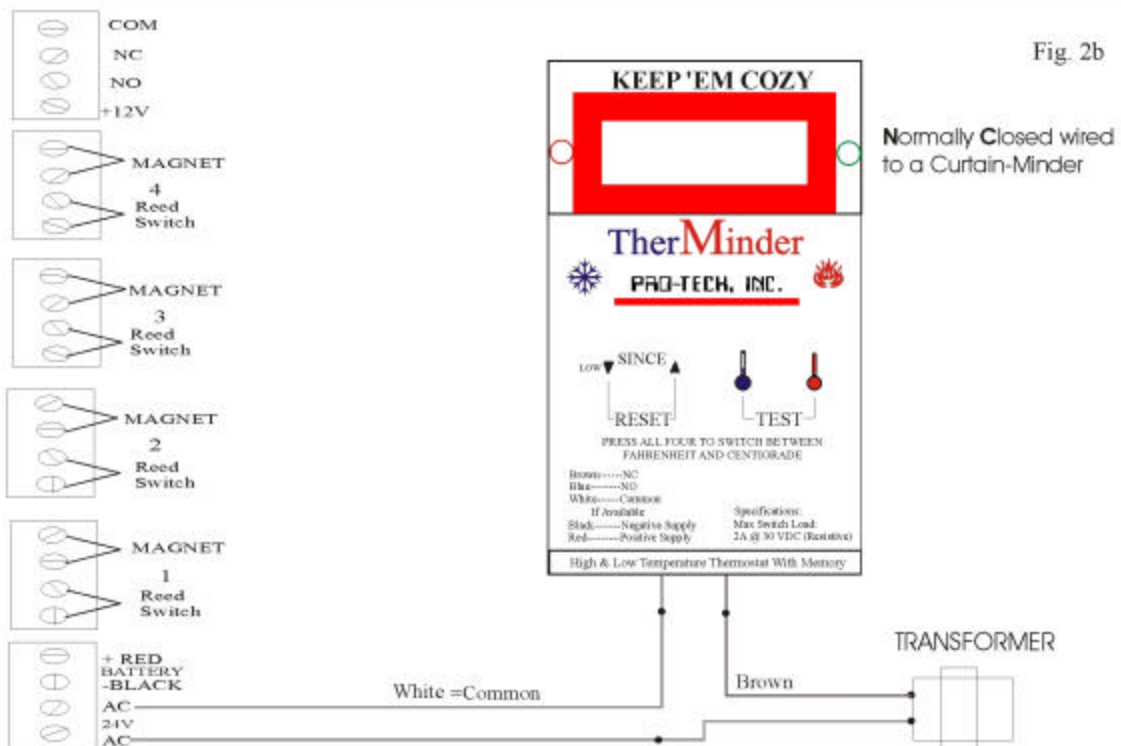 COM
NC
NO
+12V
MAGNET
4
Reed
Switch
MAGNET
3
Reed
Switch
MAGNET
2
Reed
Switch
MAGNET
1
Reed
Switch
+ RED
BATTERY
-BLACK
AC
24V
AC
Fig. 2b
KEEP 'EM COZY
Normally Closed wired
to a Curtain-Minder
TherMinder
PRO-TECH, INC.
LOW SINCE
RESET
TEST
PRESS ALL FOUR TO SWITCH BETWEEN
FAHRENHEIT AND CENTIGRADE
Brown-----NC
Blue-------NO
White------Common
If Available
Black-------Negative Supply
Red-------Positive Supply
Specifications:
Max Switch Load:
2A @ 30 VDC (Resistive)
High & Low Temperature Thermostat With Memory
White =Common
Brown
TRANSFORMER